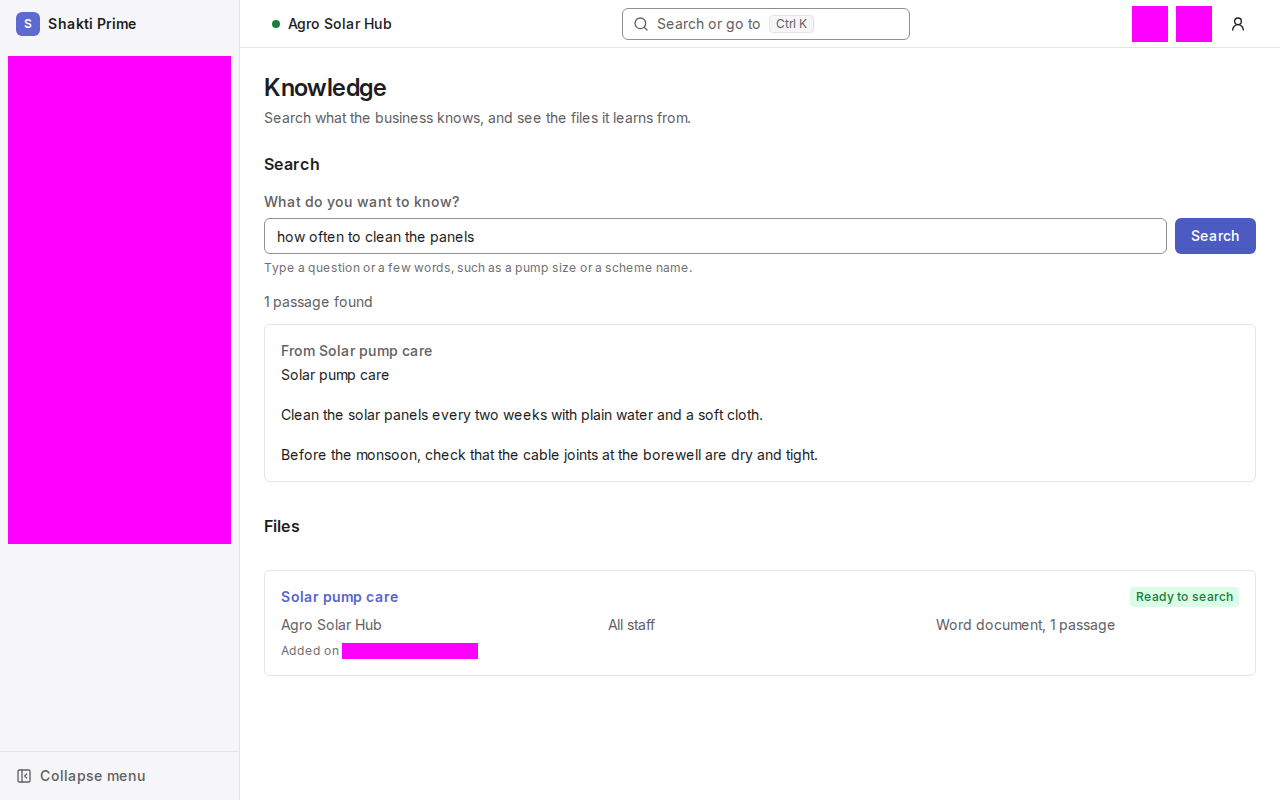 S Shakti Prime
Agro Solar Hub
Search or go to Ctrl K
Knowledge
Search what the business knows, and see the files it learns from.
Search
What do you want to know?
how often to clean the panels
Search
Type a question or a few words, such as a pump size or a scheme name.
1 passage found
From Solar pump care
Solar pump care
Clean the solar panels every two weeks with plain water and a soft cloth.
Before the monsoon, check that the cable joints at the borewell are dry and tight.
Files
Solar pump care
Ready to search
Agro Solar Hub
All staff
Word document, 1 passage
Added on
Collapse menu